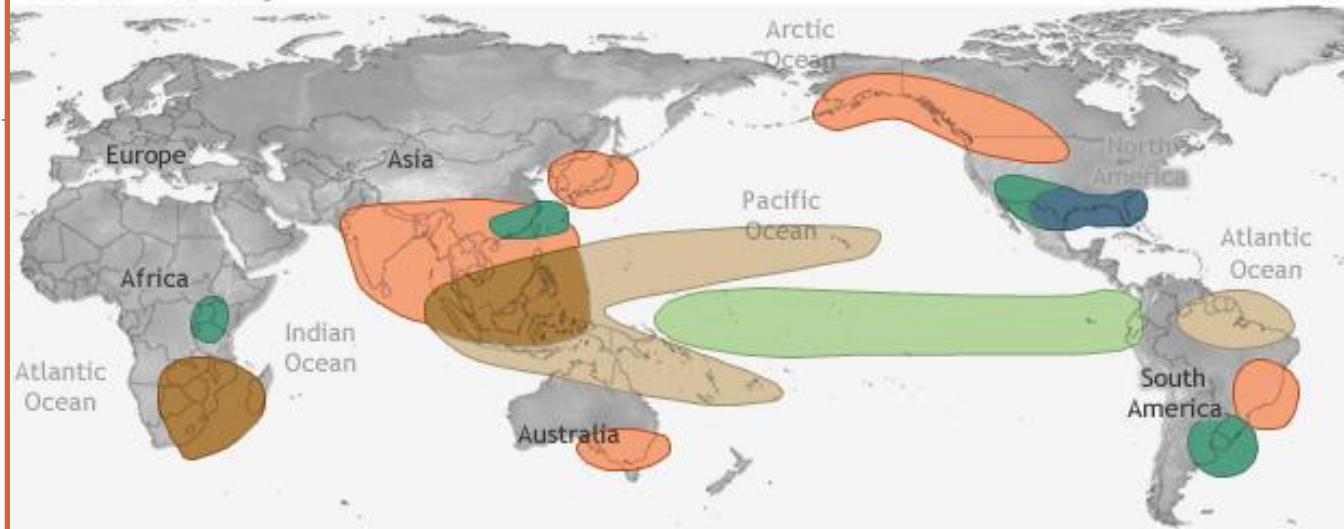 Arctic
Ocean
Europe
Asia
North
America
Pacific
Ocean
Atlantic
Ocean
Africa
Indian
Ocean
Atlantic
Ocean
South
America
Australia